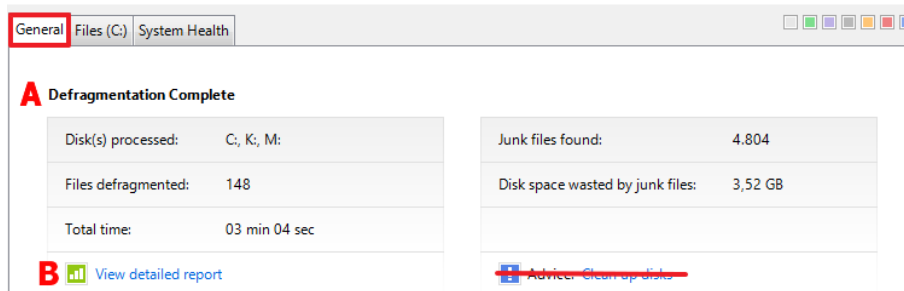 General Files (C:) System Health
A Defragmentation Complete
Disk(s) processed: C:, K:, M: Junk files found: 4.804
Files defragmented: 148 Disk space wasted by junk files: 3,52 GB
Total time: 03 min 04 sec
B View detailed report Advice: Clean up disks